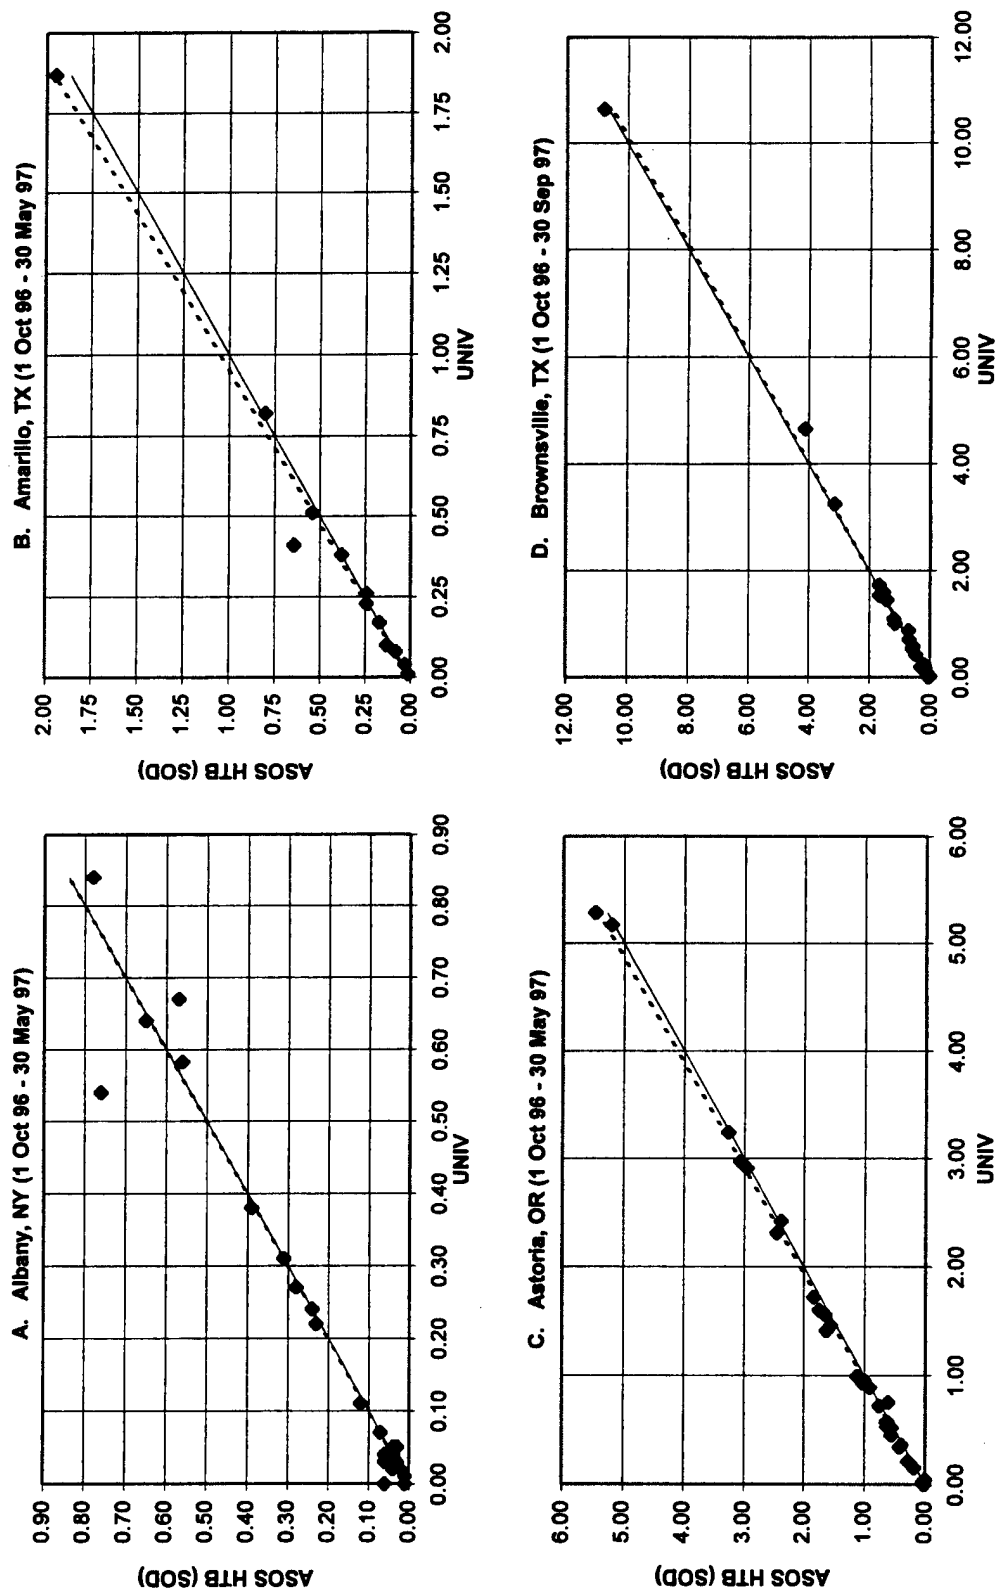 A. Albany, NY (1 Oct 96 - 30 May 97)
ASOS HTB (SOD)
0.90
0.80
0.70
0.60
0.50
0.40
0.30
0.20
0.10
0.00
0.00 0.10 0.20 0.30 0.40 0.50 0.60 0.70 0.80 0.90
UNIV
B. Amarillo, TX (1 Oct 96 - 30 May 97)
ASOS HTB (SOD)
2.00
1.75
1.50
1.25
1.00
0.75
0.50
0.25
0.00
0.00 0.25 0.50 0.75 1.00 1.25 1.50 1.75 2.00
UNIV
C. Astoria, OR (1 Oct 96 - 30 May 97)
ASOS HTB (SOD)
6.00
5.00
4.00
3.00
2.00
1.00
0.00
0.00 1.00 2.00 3.00 4.00 5.00 6.00
UNIV
D. Brownsville, TX (1 Oct 96 - 30 Sep 97)
ASOS HTB (SOD)
12.00
10.00
8.00
6.00
4.00
2.00
0.00
0.00 2.00 4.00 6.00 8.00 10.00 12.00
UNIV